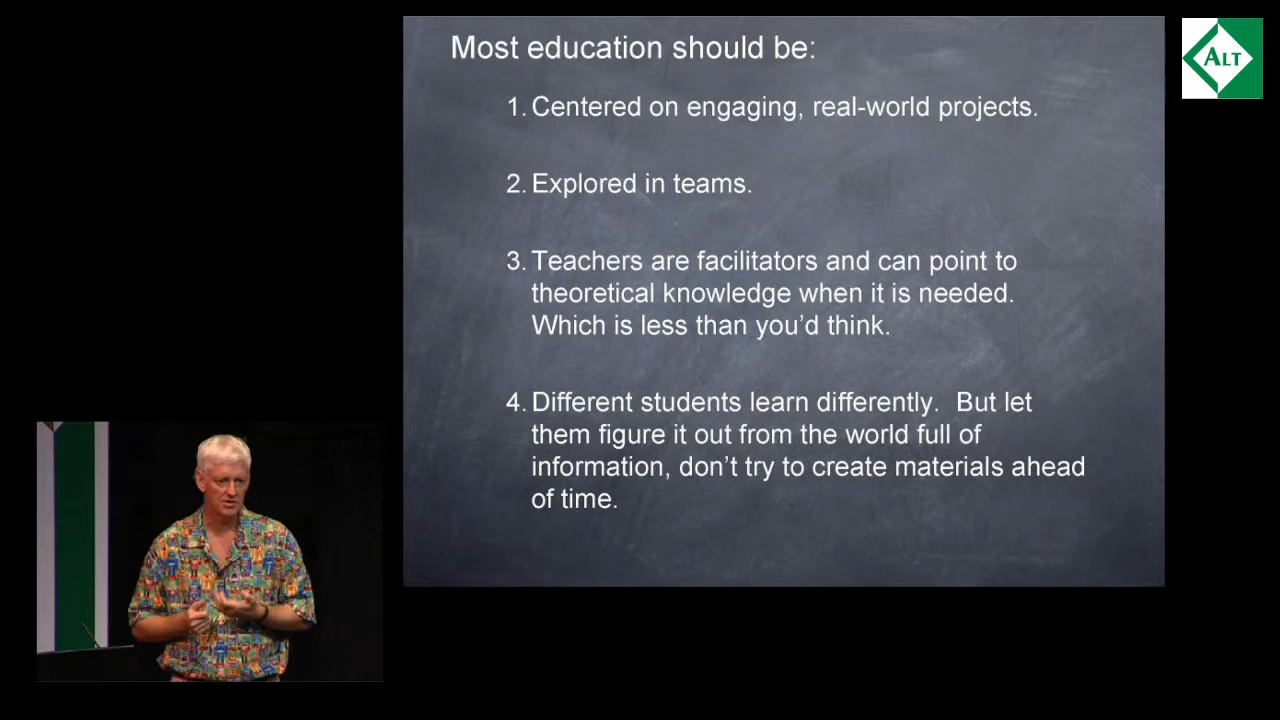 Most education should be:
1. Centered on engaging, real-world projects.
2. Explored in teams.
3. Teachers are facilitators and can point to
theoretical knowledge when it is needed.
Which is less than you’d think.
4. Different students learn differently.  But let
them figure it out from the world full of
information, don’t try to create materials ahead
of time.
ALT